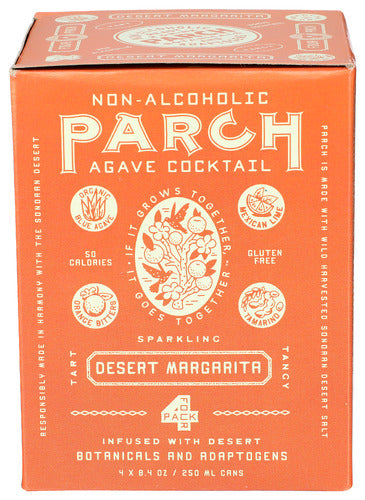 DESERT MARGARITA
NON-ALCOHOLIC
PARCH
AGAVE COCKTAIL
ORGANIC
BLUE AGAVE
MEXICAN LIME
IF IT GROWS TOGETHER,
IT GOES TOGETHER
50
CALORIES
GLUTEN
FREE
ORANGE BITTERS
TAMARIND
RESPONSIBLY MADE IN HARMONY WITH THE SONORAN DESERT
PARCH IS MADE WITH WILD HARVESTED SONORAN DESERT SALT
SPARKLING
TART
DESERT MARGARITA
TANGY
4
FOUR
PACK
INFUSED WITH DESERT
BOTANICALS AND ADAPTOGENS
4 X 8.4 OZ / 250 ML CANS